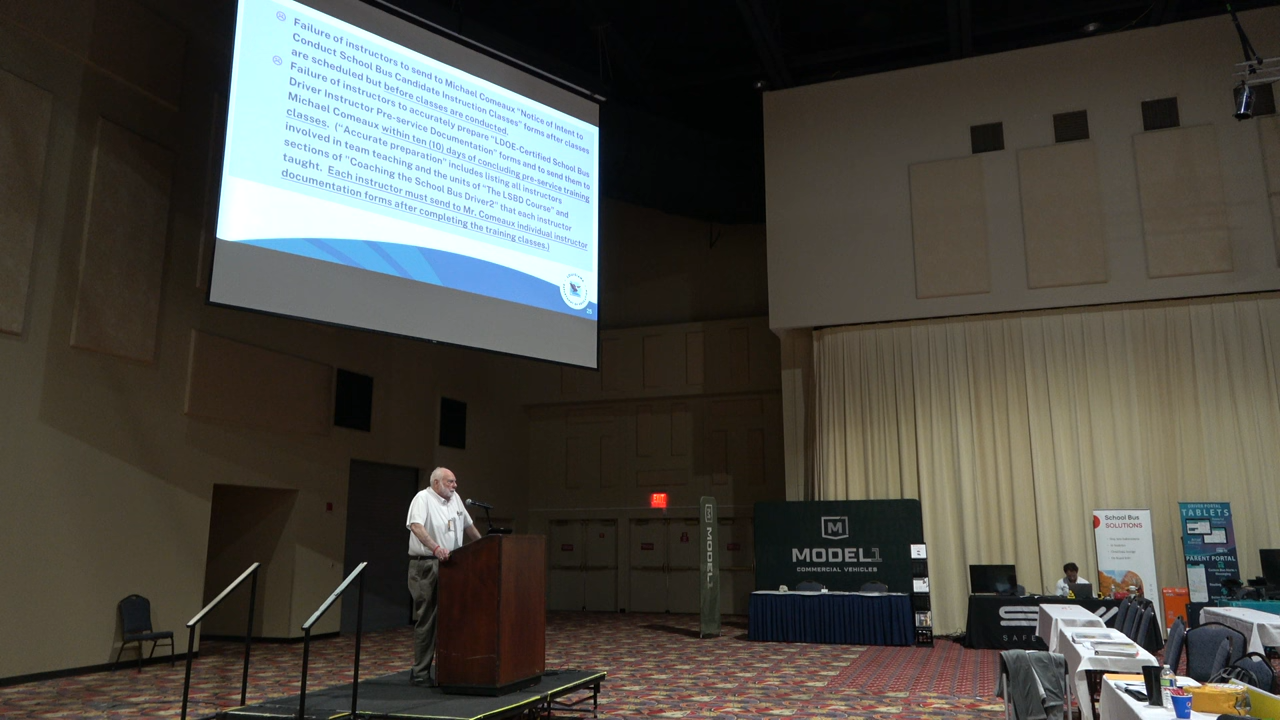 Failure of instructors to send to Michael Comeaux "Notice of Intent to
Conduct School Bus Candidate Instruction Classes" forms after classes
are scheduled but before classes are conducted.
Failure of instructors to accurately prepare "LDOE-Certified School Bus
Driver Instructor Pre-service Documentation" forms and to send them to
Michael Comeaux within ten (10) days of concluding pre-service training
classes. ("Accurate preparation" includes listing all instructors
involved in team teaching and the units of "The LSBD Course" and
sections of "Coaching the School Bus Driver2" that each instructor
taught. Each instructor must send to Mr. Comeaux individual instructor
documentation forms after completing the training classes.)
EXIT
MODEL
M
MODEL1
COMMERCIAL VEHICLES
School Bus
SOLUTIONS
TABLETS
PARENT PORTAL
SAFE